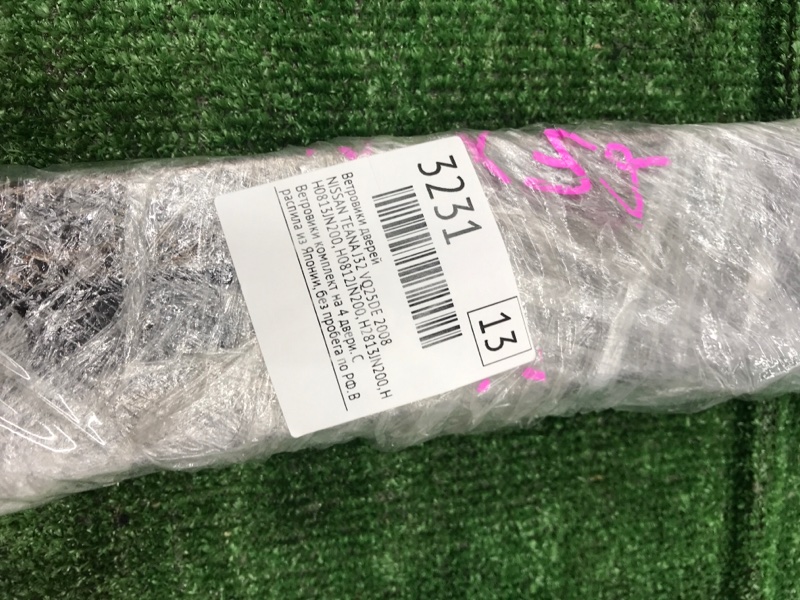 3231
13
Ветровики дверей
NISSAN TEANA J32 VQ25DE 2008
H0813JN200, H0812JN200, H2813JN200, H
Ветровики комплект на 4 двери. С
распила из Японии, без пробега по РФ. В